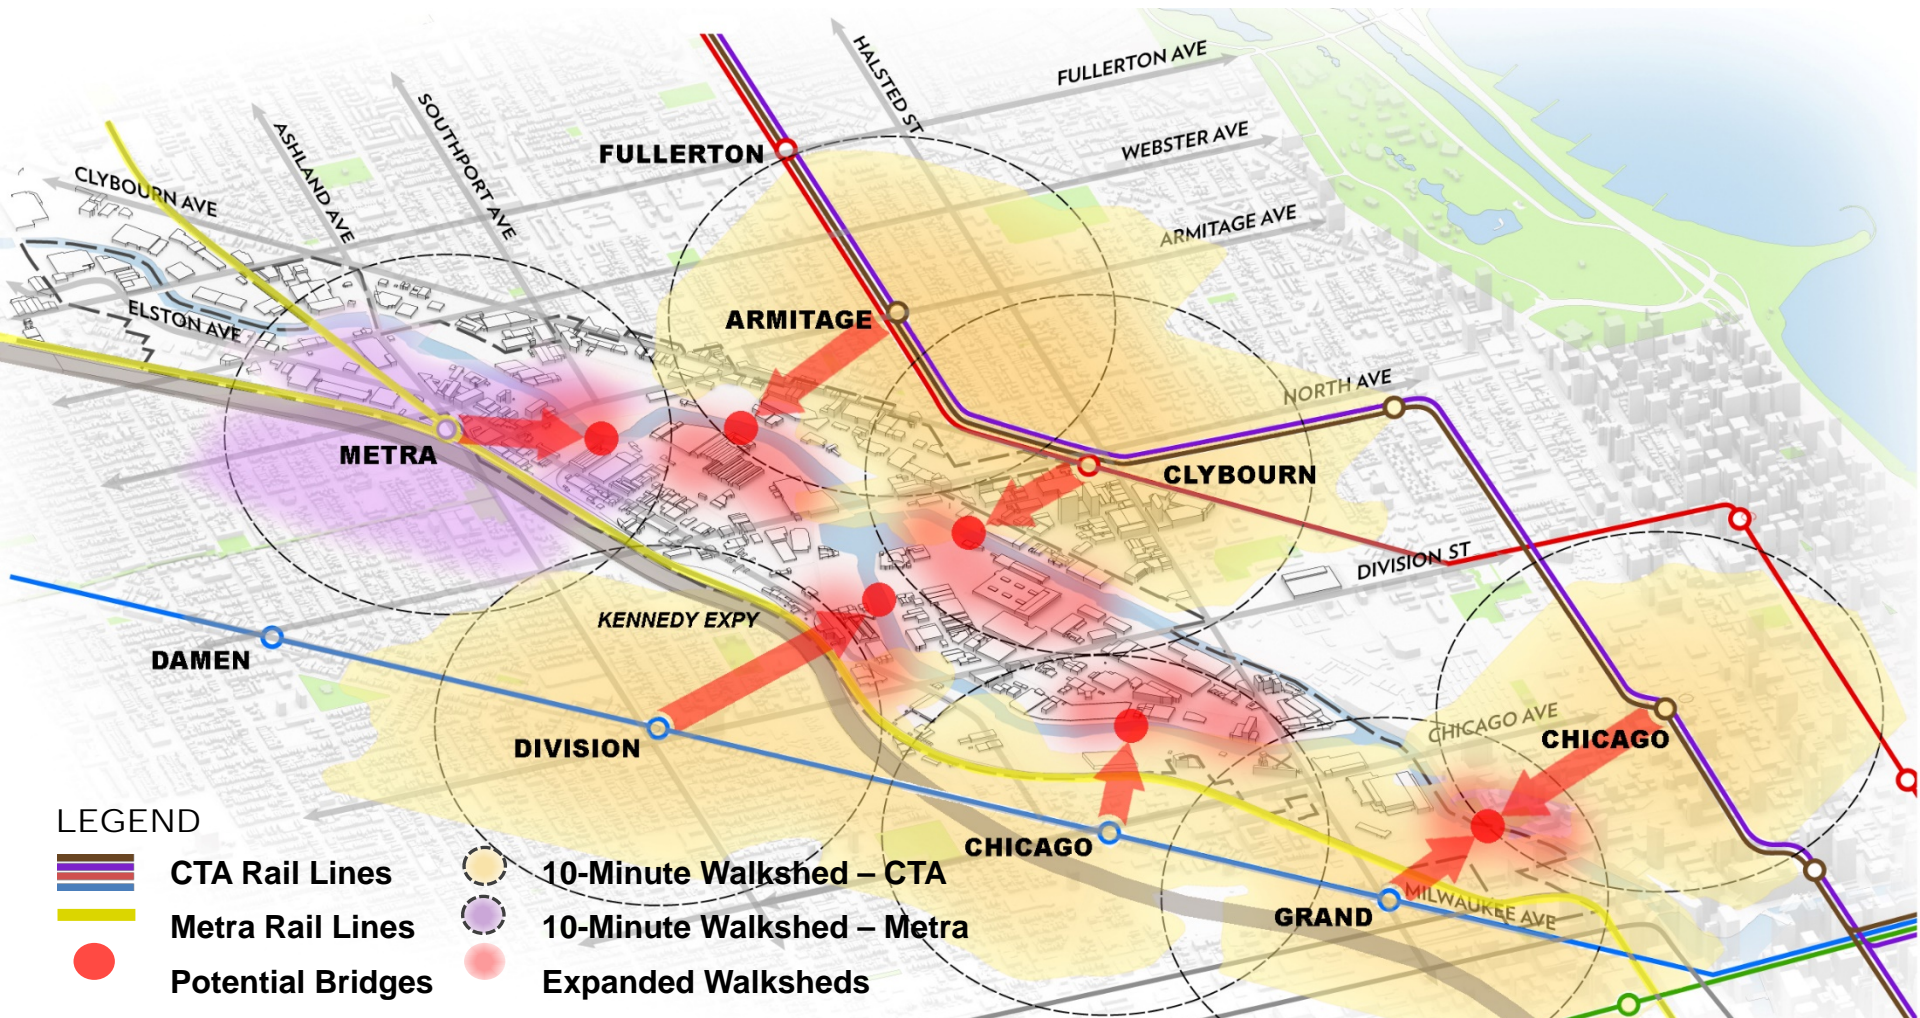 HALSTED ST
FULLERTON AVE
SOUTHPORT AVE
ASHLAND AVE
WEBSTER AVE
FULLERTON
CLYBOURN AVE
ARMITAGE AVE
ELSTON AVE
ARMITAGE
NORTH AVE
METRA
CLYBOURN
DIVISION ST
KENNEDY EXPY
DAMEN
CHICAGO AVE
DIVISION
CHICAGO
CHICAGO
MILWAUKEE AVE
GRAND
LEGEND
CTA Rail Lines
10-Minute Walkshed – CTA
Metra Rail Lines
10-Minute Walkshed – Metra
Potential Bridges
Expanded Walksheds